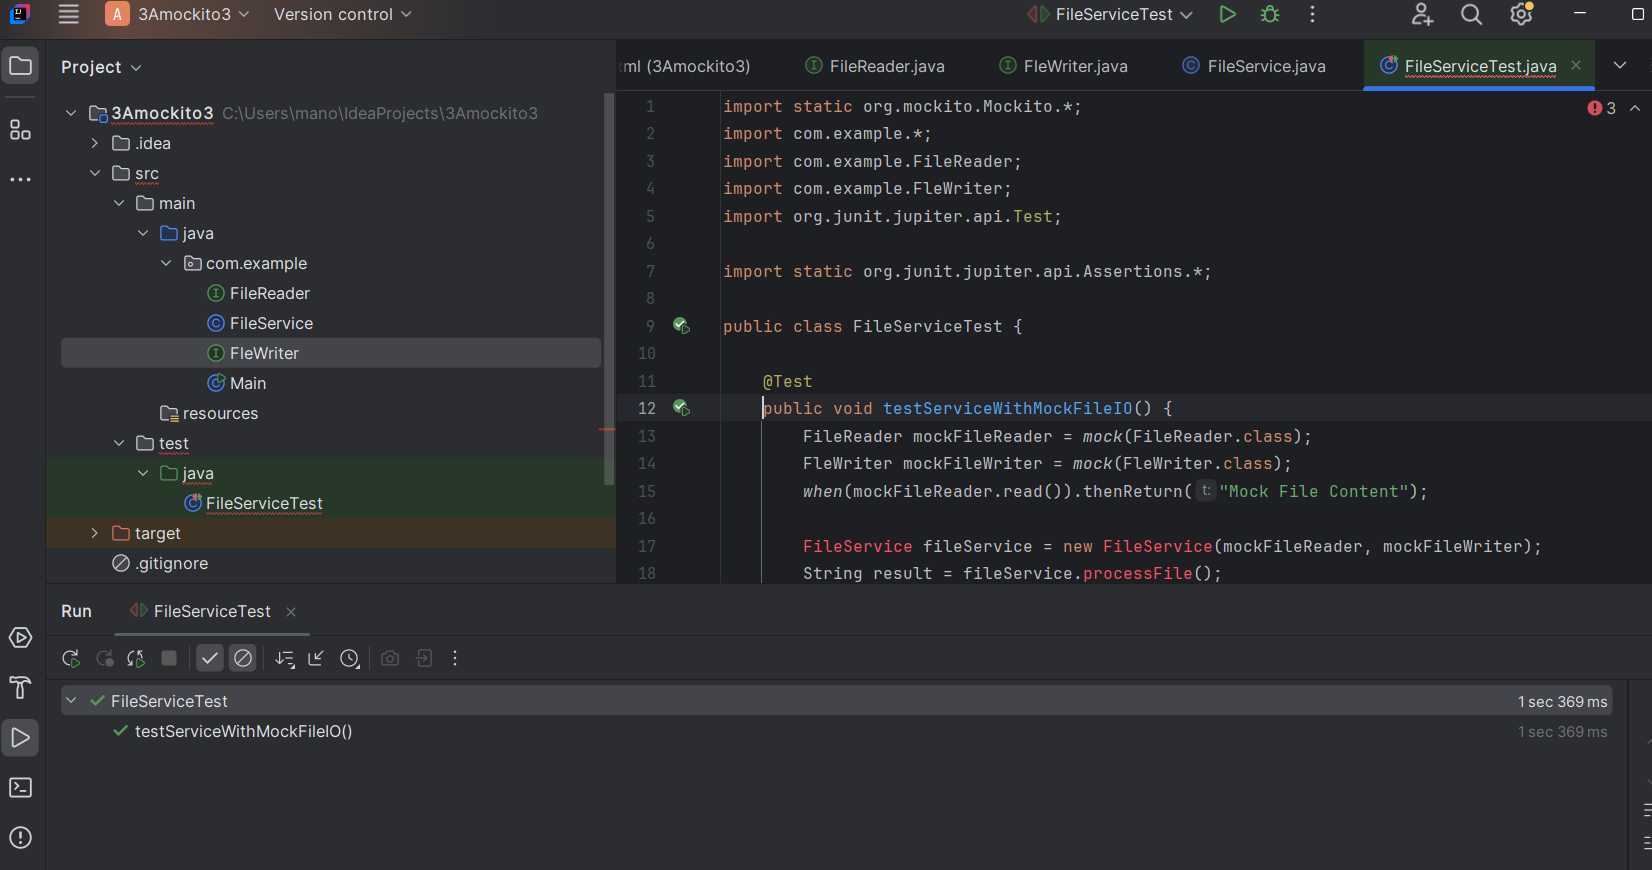 A 3Amockito3 Version control FileServiceTest
Project
ml (3Amockito3) FileReader.java FleWriter.java FileService.java FileServiceTest.java
3Amockito3 C:\Users\mano\IdeaProjects\3Amockito3
.idea
src
main
java
com.example
FileReader
FileService
FleWriter
Main
resources
test
java
FileServiceTest
target
.gitignore
3
1 import static org.mockito.Mockito.*;
2 import com.example.*;
3 import com.example.FileReader;
4 import com.example.FleWriter;
5 import org.junit.jupiter.api.Test;
6
7 import static org.junit.jupiter.api.Assertions.*;
8
9 public class FileServiceTest {
10
11 @Test
12 public void testServiceWithMockFileIO() {
13 FileReader mockFileReader = mock(FileReader.class);
14 FleWriter mockFileWriter = mock(FleWriter.class);
15 when(mockFileReader.read()).thenReturn( t: "Mock File Content");
16
17 FileService fileService = new FileService(mockFileReader, mockFileWriter);
18 String result = fileService.processFile();
Run FileServiceTest
FileServiceTest 1 sec 369 ms
testServiceWithMockFileIO() 1 sec 369 ms